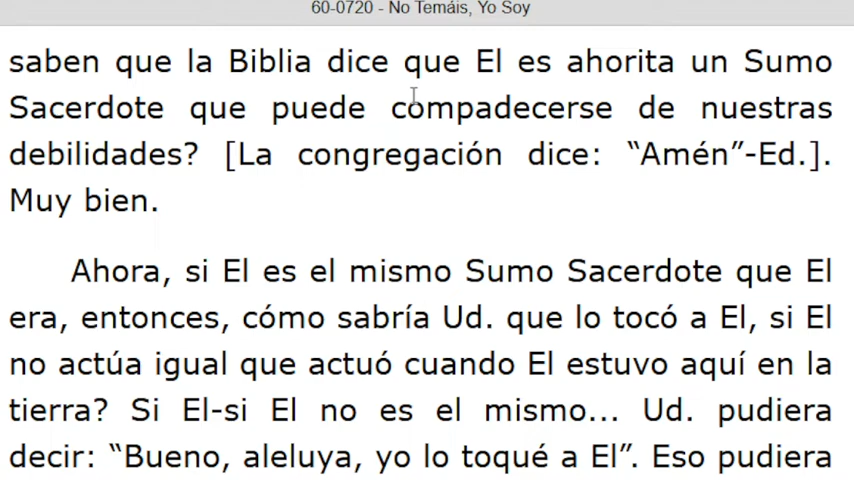 60-0720 - No Temáis, Yo Soy
saben que la Biblia dice que El es ahorita un Sumo
Sacerdote que puede compadecerse de nuestras
debilidades? [La congregación dice: “Amén”-Ed.].
Muy bien.
Ahora, si El es el mismo Sumo Sacerdote que El
era, entonces, cómo sabría Ud. que lo tocó a El, si El
no actúa igual que actuó cuando El estuvo aquí en la
tierra? Si El-si El no es el mismo... Ud. pudiera
decir: “Bueno, aleluya, yo lo toqué a El”. Eso pudiera